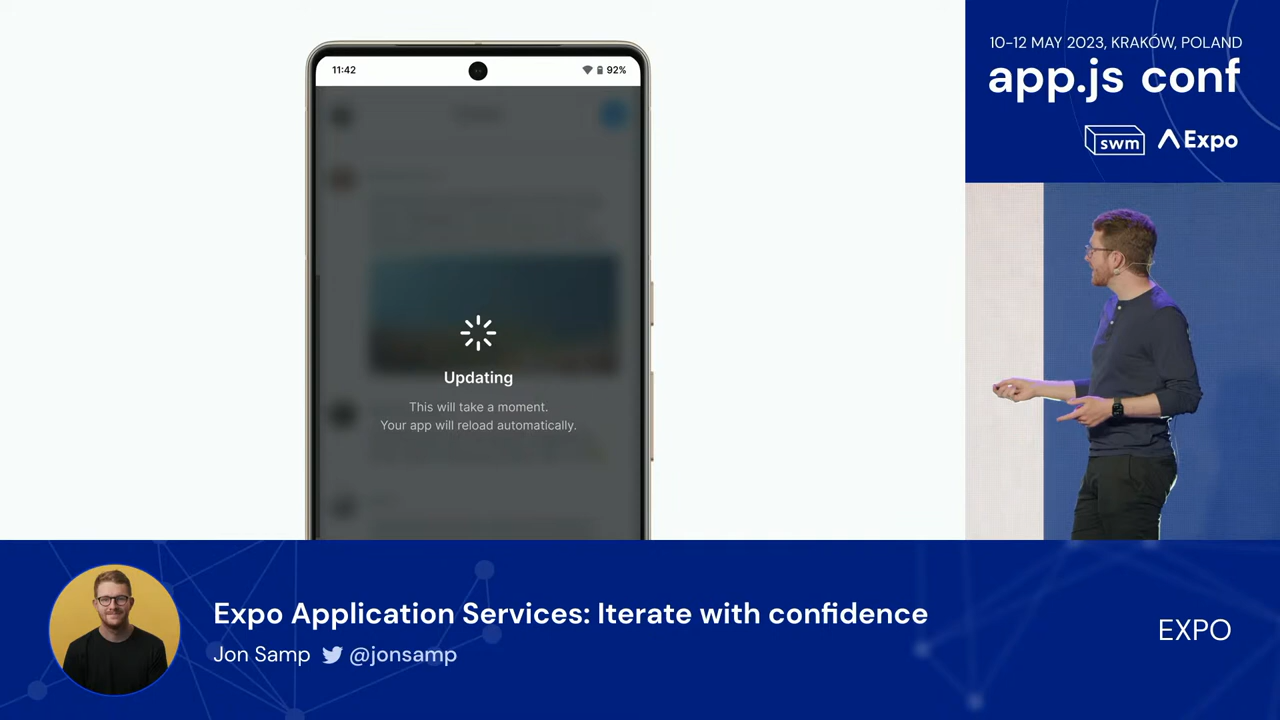 11:42
92%
Updating
This will take a moment.
Your app will reload automatically.
10-12 MAY 2023, KRAKÓW, POLAND
app.js conf
swm
Expo
Expo Application Services: Iterate with confidence
Jon Samp @jonsamp
EXPO